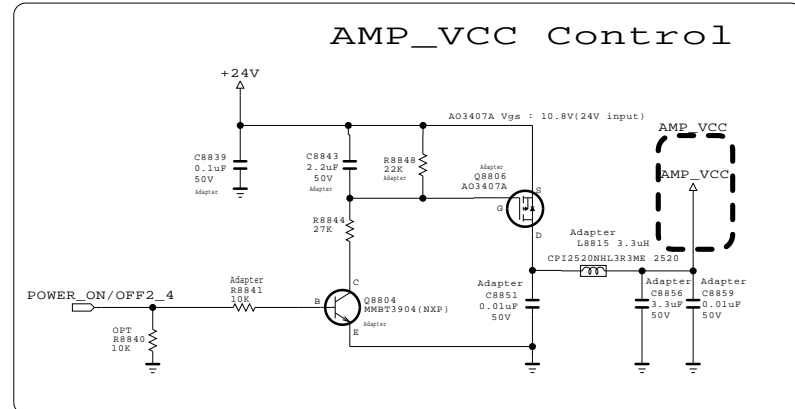 AMP_VCC Control
+24V
AO3407A Vgs : 10.8V(24V input)
AMP_VCC
C8839
0.1uF
50V
Adapter
C8843
2.2uF
50V
Adapter
R8848
22K
Adapter
Adapter
Q8806
AO3407A
S
G
D
AMP_VCC
R8844
27K
Adapter
L8815 3.3uH
CPI2520NHL3R3ME 2520
POWER_ON/OFF2_4
Adapter
R8841
10K
B
C
E
Q8804
MMBT3904(NXP)
Adapter
Adapter
C8851
0.01uF
50V
Adapter
C8856
3.3uF
50V
Adapter
C8859
0.01uF
50V
OPT
R8840
10K